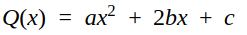 Q(x) = ax² + 2bx + c